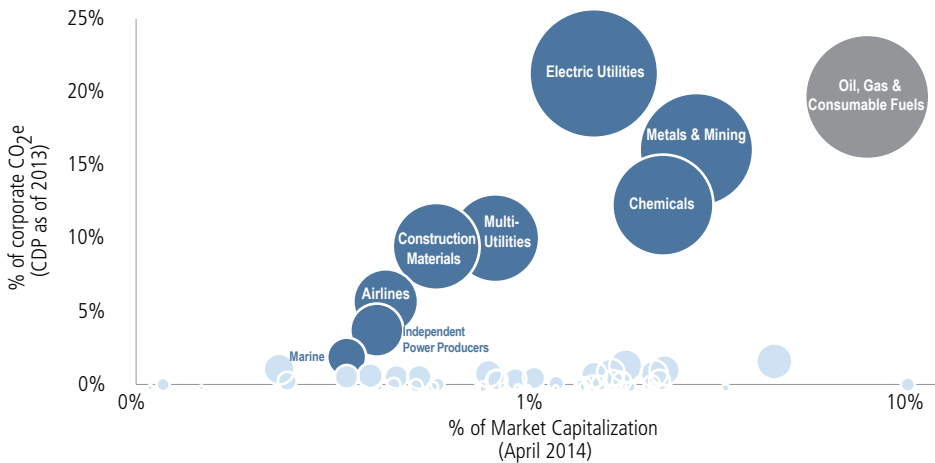 % of corporate CO2e
(CDP as of 2013)
25%
20%
15%
10%
5%
0%
Electric Utilities
Oil, Gas &
Consumable Fuels
Metals & Mining
Chemicals
Multi-
Utilities
Construction
Materials
Airlines
Independent
Power Producers
Marine
0%
1%
10%
% of Market Capitalization
(April 2014)